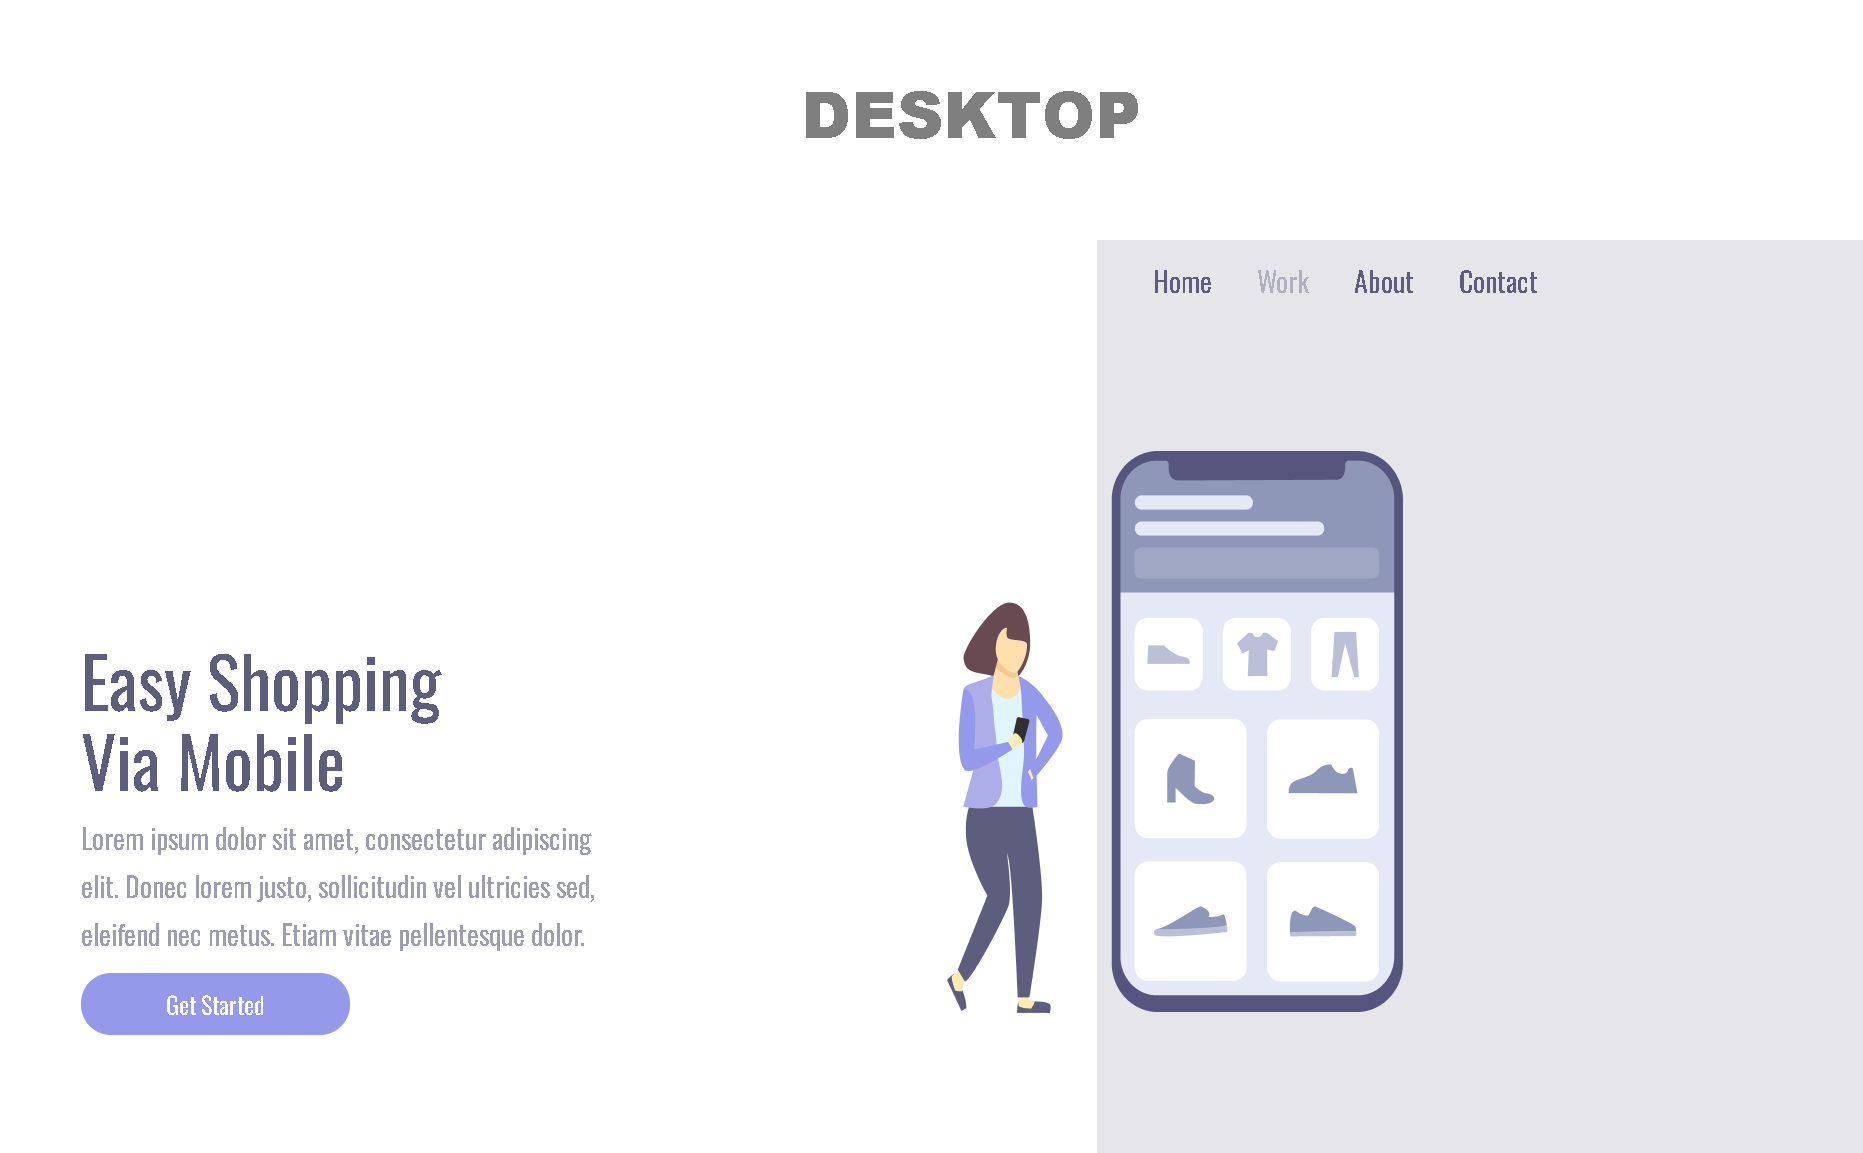 DESKTOP
Home Work About Contact
Easy Shopping
Via Mobile
Lorem ipsum dolor sit amet, consectetur adipiscing
elit. Donec lorem justo, sollicitudin vel ultricies sed,
eleifend nec metus. Etiam vitae pellentesque dolor.
Get Started